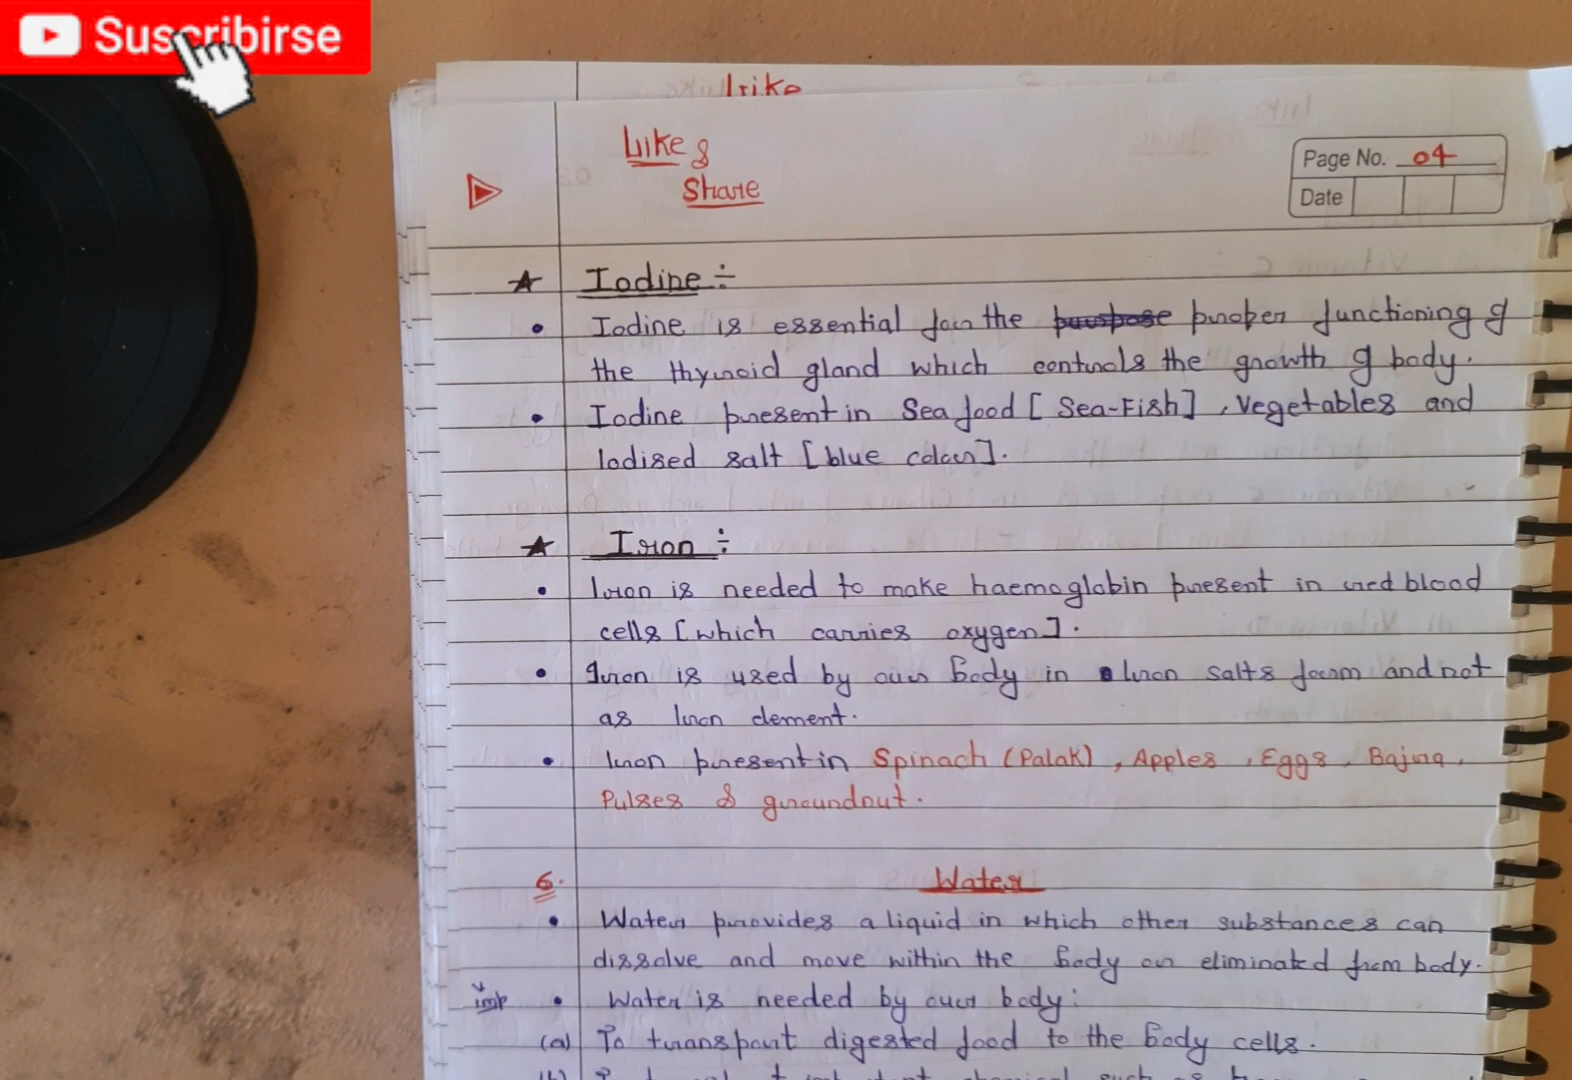 Suscribirse
Like
Like &
Share
Page No. 04
Date
★ Iodine ÷
• Iodine is essential for the proper functioning of
the thyroid gland which controls the growth of body.
• Iodine present in Sea food [ Sea-Fish ] , Vegetables and
Iodised salt [ blue colour ].
★ Iron ÷
• Iron is needed to make haemoglobin present in red blood
cells [ which carries oxygen ].
• Iron is used by our body in Iron salts form and not
as Iron element.
• Iron present in Spinach (Palak) , Apples , Eggs , Bajra ,
Pulses & groundnut.
6. Water
• Water provides a liquid in which other substances can
dissolve and move within the body or eliminated from body.
imp • Water is needed by our body :
(a) To transport digested food to the body cells.